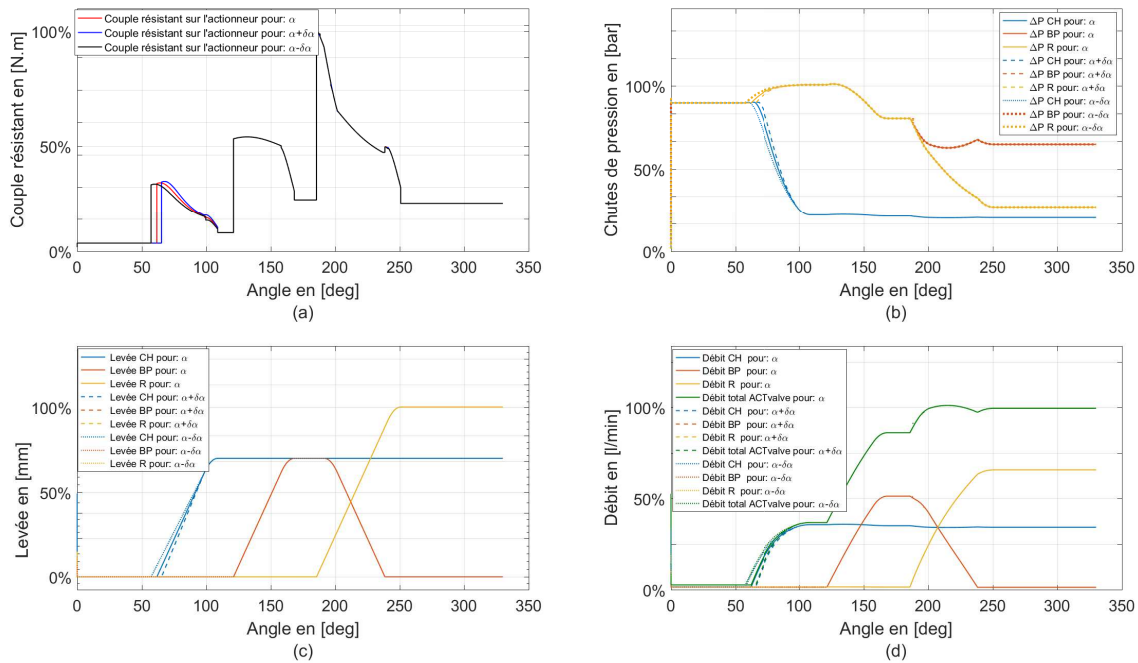 Couple résistant sur l'actionneur pour: α
Couple résistant sur l'actionneur pour: α+δα
Couple résistant sur l'actionneur pour: α-δα
Couple résistant en [N.m]
100%
50%
0%
0 50 100 150 200 250 300 350
Angle en [deg]
(a)
ΔP CH pour: α
ΔP BP pour: α
ΔP R pour: α
ΔP CH pour: α+δα
ΔP BP pour: α+δα
ΔP R pour: α+δα
ΔP CH pour: α-δα
ΔP BP pour: α-δα
ΔP R pour: α-δα
Chutes de pression en [bar]
100%
50%
0%
0 50 100 150 200 250 300 350
Angle en [deg]
(b)
Levée CH pour: α
Levée BP pour: α
Levée R pour: α
Levée CH pour: α+δα
Levée BP pour: α+δα
Levée R pour: α+δα
Levée CH pour: α-δα
Levée BP pour: α-δα
Levée R pour: α-δα
Levée en [mm]
100%
50%
0%
0 50 100 150 200 250 300 350
Angle en [deg]
(c)
Débit CH pour: α
Débit BP pour: α
Débit R pour: α
Débit total ACTvalve pour: α
Débit CH pour: α+δα
Débit BP pour: α+δα
Débit R pour: α+δα
Débit total ACTvalve pour: α+δα
Débit CH pour: α-δα
Débit BP pour: α-δα
Débit R pour: α-δα
Débit total ACTvalve pour: α-δα
Débit en [l/min]
100%
50%
0%
0 50 100 150 200 250 300 350
Angle en [deg]
(d)